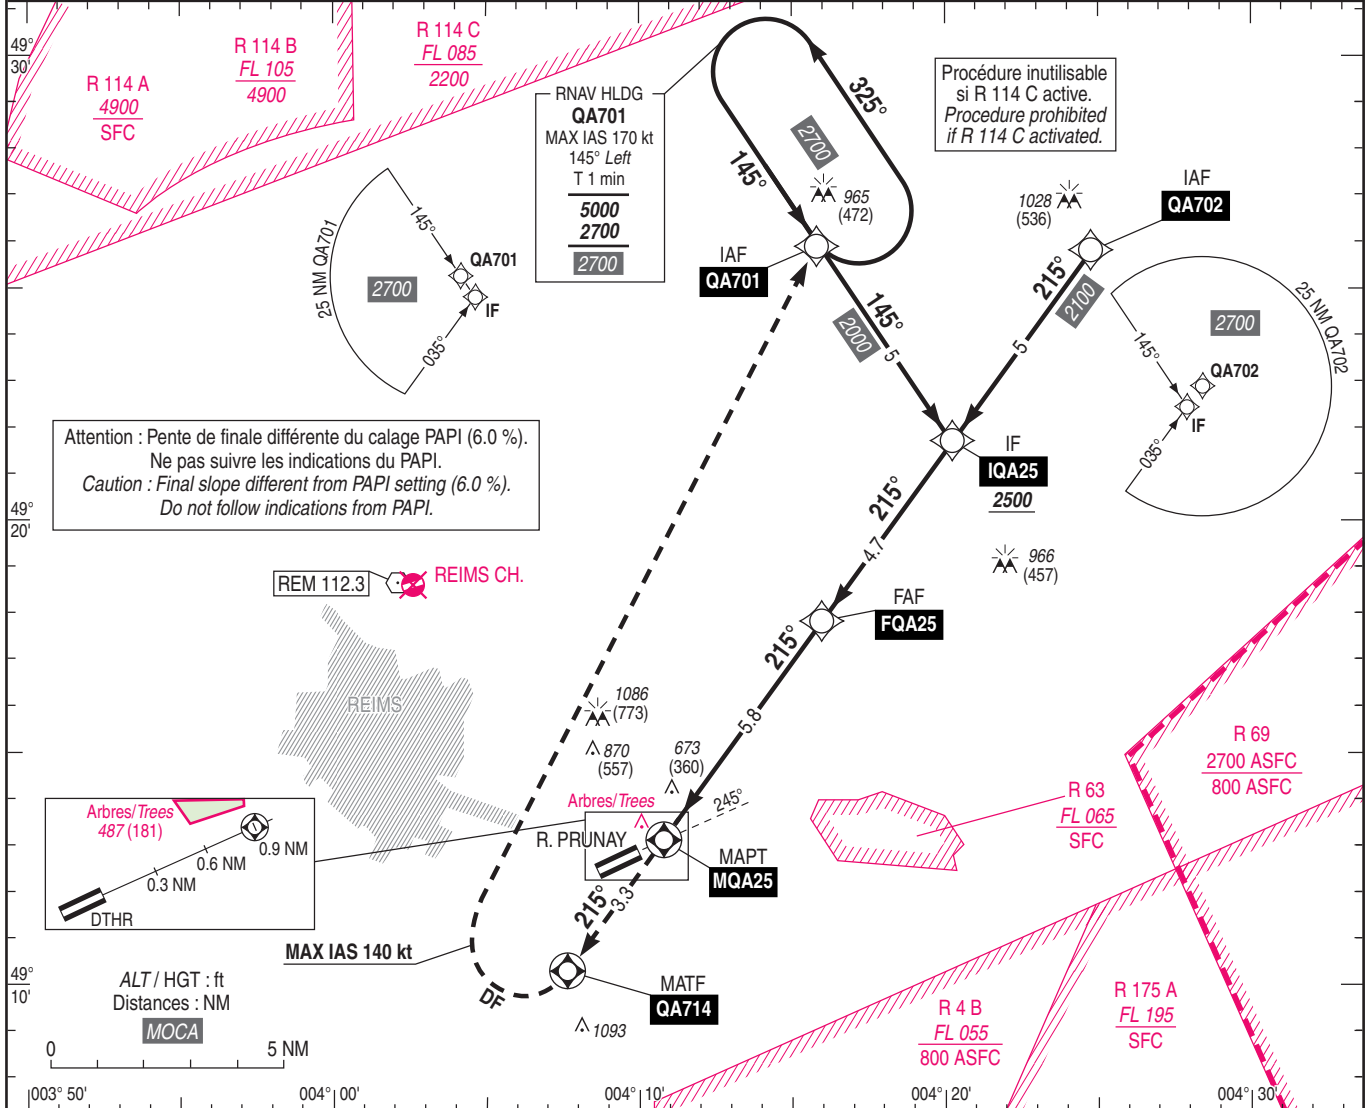 49°
30'
R 114 A
4900
SFC
R 114 B
FL 105
4900
R 114 C
FL 085
2200
RNAV HLDG
QA701
MAX IAS 170 kt
145° Left
T 1 min
5000
2700
2700
325°
2700
145°
965
(472)
Procédure inutilisable
si R 114 C active.
Procedure prohibited
if R 114 C activated.
1028
(536)
IAF
QA702
IAF
QA701
25 NM QA701
145°
2700
QA701
IF
035°
145°
2000
5
215°
2100
5
25 NM QA702
2700
145°
QA702
IF
035°
Attention : Pente de finale différente du calage PAPI (6.0 %).
Ne pas suivre les indications du PAPI.
Caution : Final slope different from PAPI setting (6.0 %).
Do not follow indications from PAPI.
IF
IQA25
2500
49°
20'
215°
4.7
966
(457)
REM 112.3
REIMS CH.
FAF
FQA25
215°
5.8
REIMS
1086
(773)
870
(557)
673
(360)
R 69
2700 ASFC
800 ASFC
R 63
FL 065
SFC
Arbres/Trees
487 (181)
0.9 NM
0.6 NM
0.3 NM
DTHR
Arbres/Trees
R. PRUNAY
245°
MAPT
MQA25
215°
3.3
MAX IAS 140 kt
DF
MATF
QA714
1093
49°
10'
ALT / HGT : ft
Distances : NM
MOCA
0
5 NM
R 4 B
FL 055
800 ASFC
R 175 A
FL 195
SFC
003° 50'
004° 00'
004° 10'
004° 20'
004° 30'